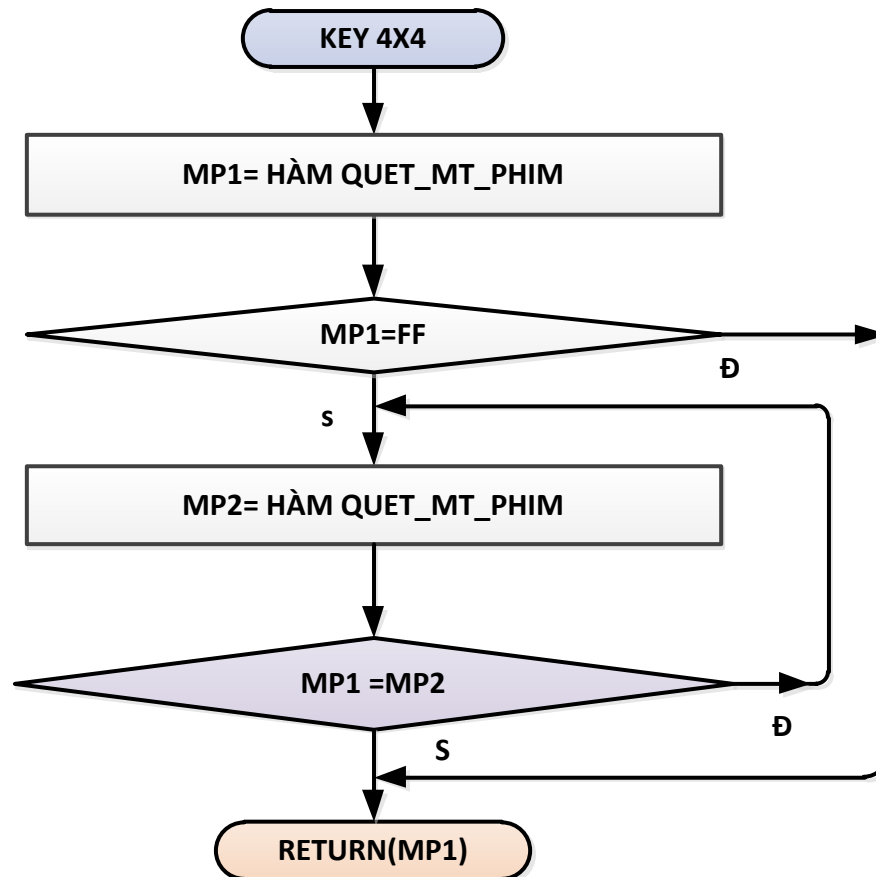 KEY 4X4
MP1= HÀM QUET_MT_PHIM
MP1=FF
Đ
s
MP2= HÀM QUET_MT_PHIM
MP1 =MP2
Đ
S
RETURN(MP1)